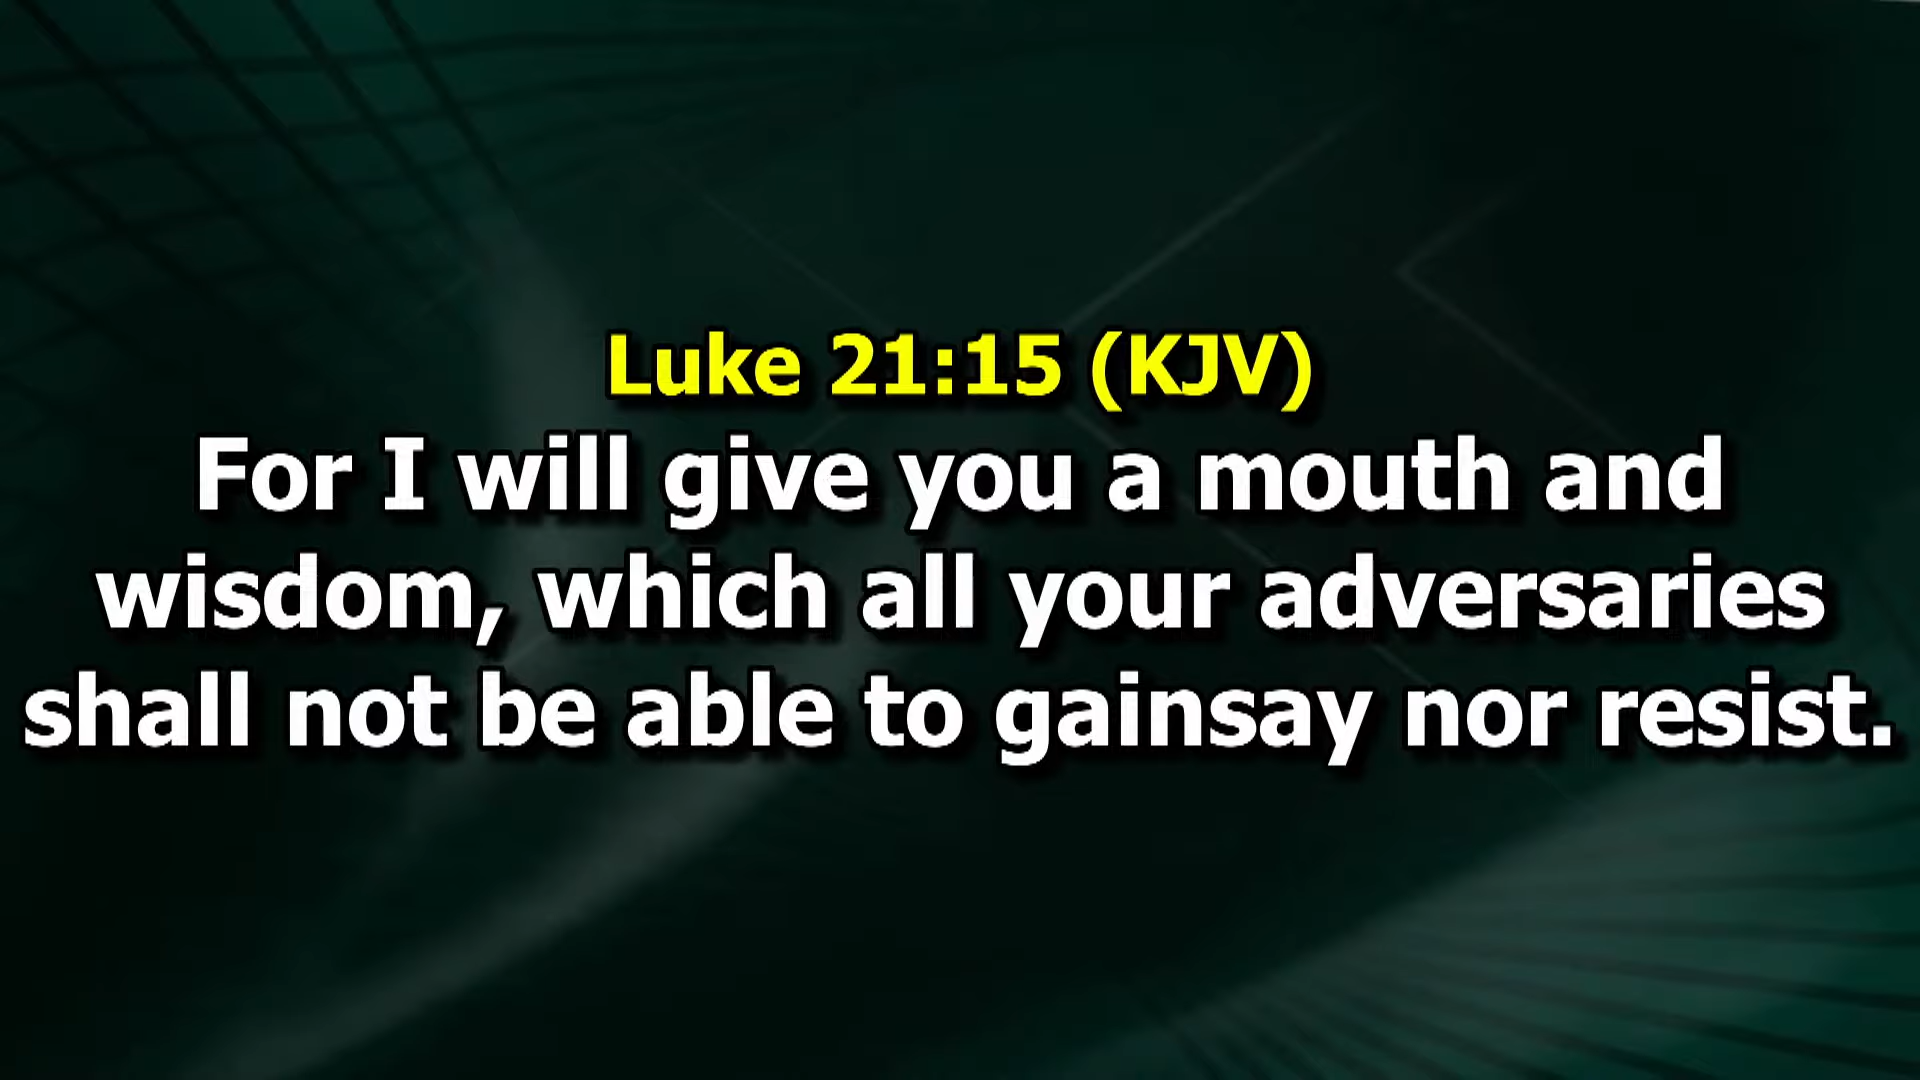 Luke 21:15 (KJV)
For I will give you a mouth and
wisdom, which all your adversaries
shall not be able to gainsay nor resist.